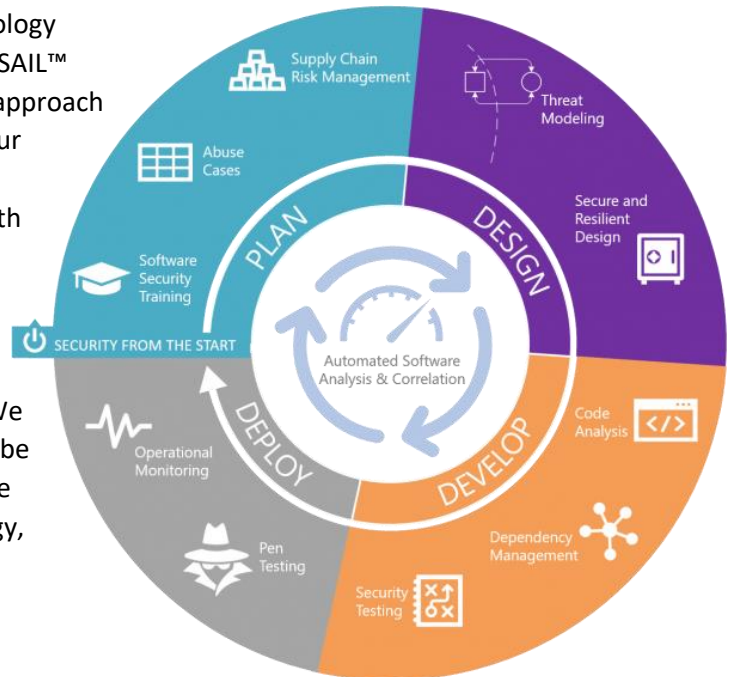 ology
SAIL™
approach
ur
th
Ve
be
e
gy,
Supply Chain
Risk Management
Abuse
Cases
Software
Security
Training
SECURITY FROM THE START
PLAN
DESIGN
Threat
Modeling
Secure and
Resilient
Design
Automated Software
Analysis & Correlation
DEVELOP
Code
Analysis
</>
Dependency
Management
Security
Testing
DEPLOY
Operational
Monitoring
Pen
Testing